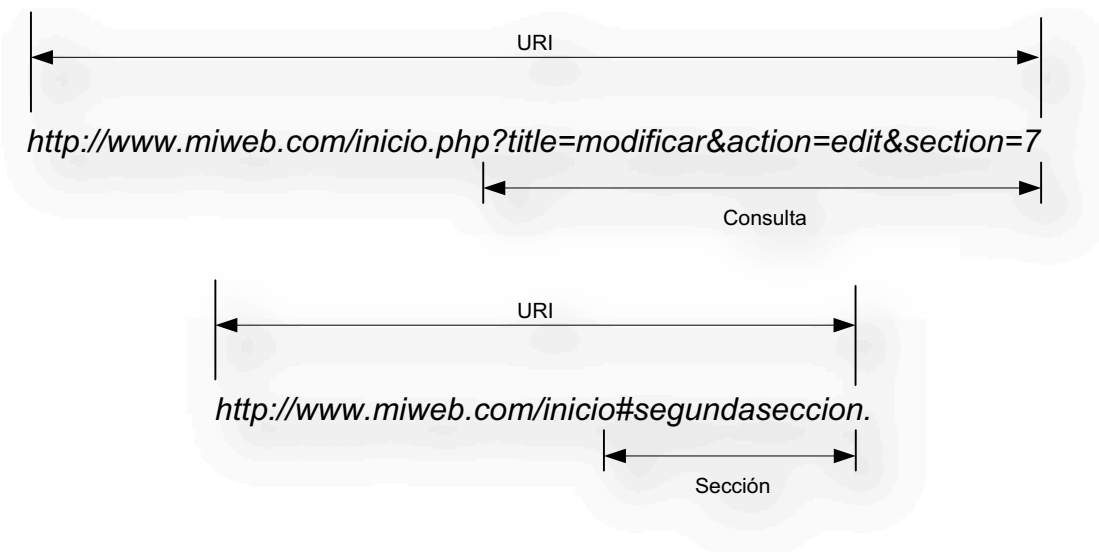 URI
http://www.miweb.com/inicio.php?title=modificar&action=edit&section=7
Consulta
URI
http://www.miweb.com/inicio#segundaseccion.
Sección